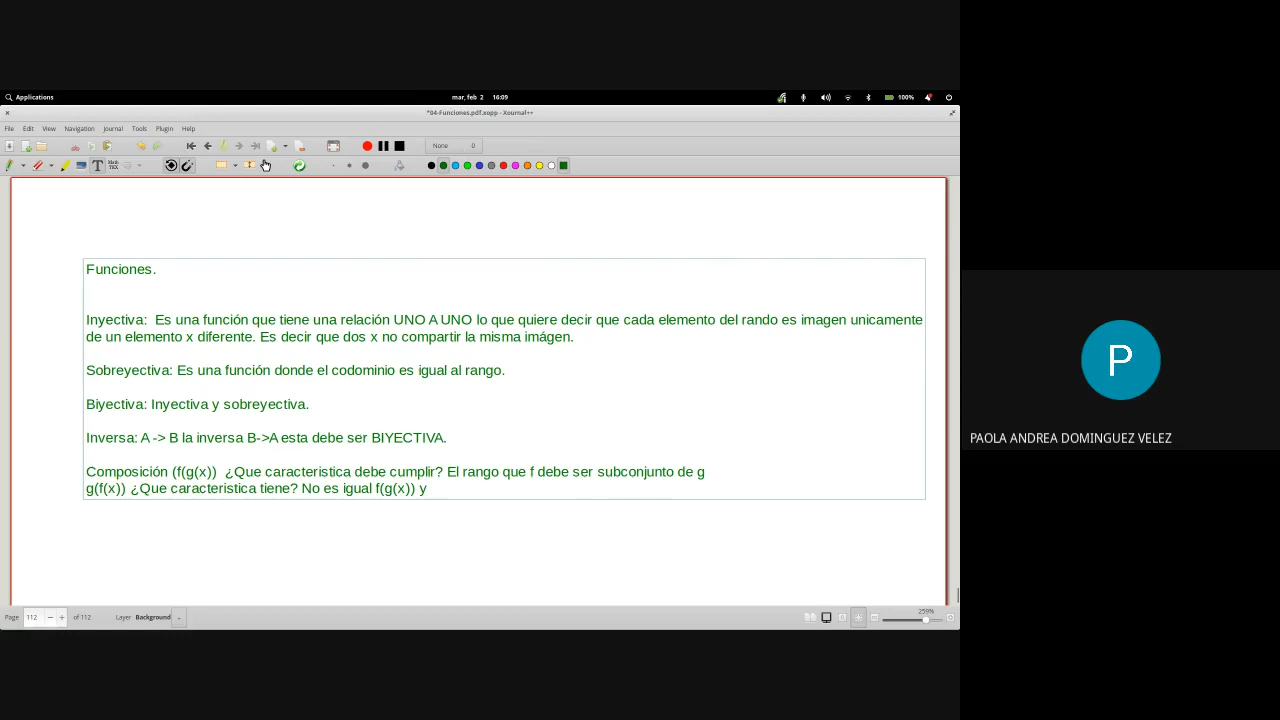 Applications
mar, feb 2 16:09
100%
*04-Funciones.pdf.xopp - Xournal++
File Edit View Navigation Journal Tools Plugin Help
None 0
Funciones.
Inyectiva:  Es una función que tiene una relación UNO A UNO lo que quiere decir que cada elemento del rando es imagen unicamente
de un elemento x diferente. Es decir que dos x no compartir la misma imágen.
Sobreyectiva: Es una función donde el codominio es igual al rango.
Biyectiva: Inyectiva y sobreyectiva.
Inversa: A -> B la inversa B->A esta debe ser BIYECTIVA.
Composición (f(g(x))  ¿Que caracteristica debe cumplir? El rango que f debe ser subconjunto de g
g(f(x)) ¿Que caracteristica tiene? No es igual f(g(x)) y
P
PAOLA ANDREA DOMINGUEZ VELEZ
Page 112 of 112 Layer Background
259%